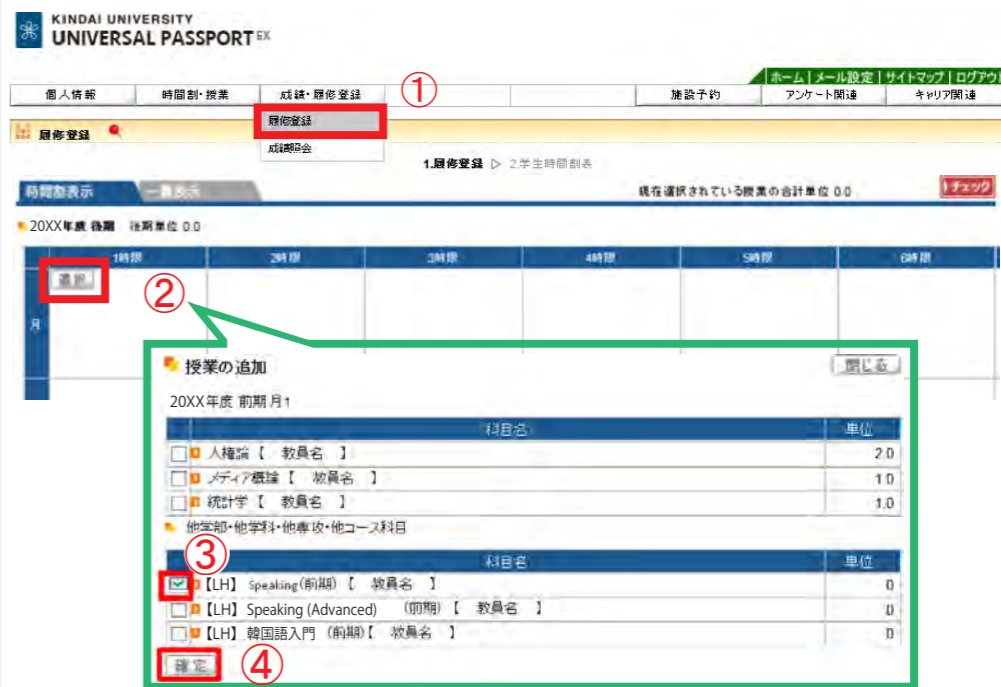 KINDAI UNIVERSITY
UNIVERSAL PASSPORT EX
ホーム | メール設定 | サイトマップ | ログアウ
個人情報 時間割・授業 成績・履修登録 ① 施設予約 アンケート関連 キャリア関連
履修登録
履修登録
成績照会
1.履修登録 ▷ 2.学生時間割表
時間割表示 一覧表示 現在選択されている授業の合計単位 0.0 チェック
20XX年度 後期 後期単位 0.0
1時限 2時限 3時限 4時限 5時限 6時限
選択
②
月
授業の追加 閉じる
20XX年度 前期 月1
科目名 単位
人権論【 教員名 】 2.0
メディア概論【 教員名 】 1.0
統計学【 教員名 】 1.0
他学部・他学科・他専攻・他コース科目
③
科目名 単位
【LH】 Speaking(前期)【 教員名 】 0
【LH】 Speaking (Advanced) (前期)【 教員名 】 0
【LH】 韓国語入門 (前期)【 教員名 】 0
確定 ④